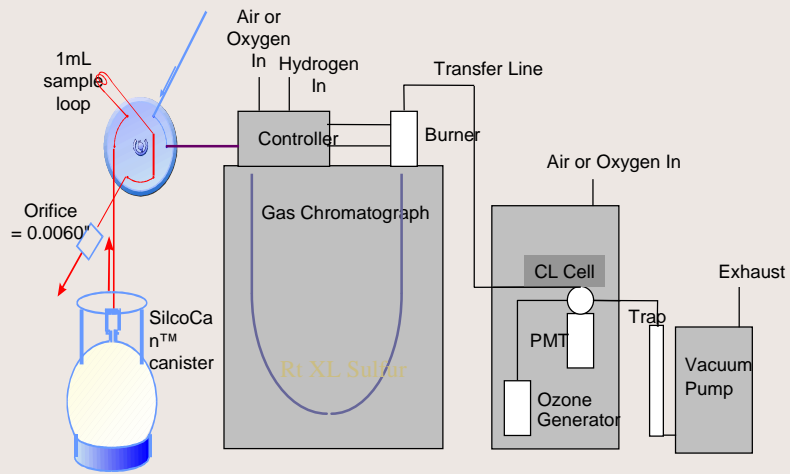 Air or
Oxygen
In
Hydrogen
In
1mL
sample
loop
Transfer Line
Controller
Burner
Air or Oxygen In
Gas Chromatograph
Orifice
= 0.0060"
CL Cell
Exhaust
SilcoCa
n™
canister
Trap
PMT
Rt XL Sulfur
Vacuum
Pump
Ozone
Generator